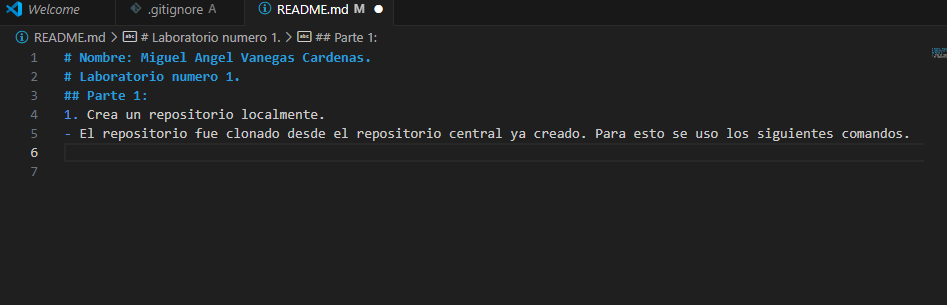 Welcome .gitignore A README.md M
README.md > # Laboratorio numero 1. > ## Parte 1:
1 # Nombre: Miguel Angel Vanegas Cardenas.
2 # Laboratorio numero 1.
3 ## Parte 1:
4 1. Crea un repositorio localmente.
5 - El repositorio fue clonado desde el repositorio central ya creado. Para esto se uso los siguientes comandos.
6
7